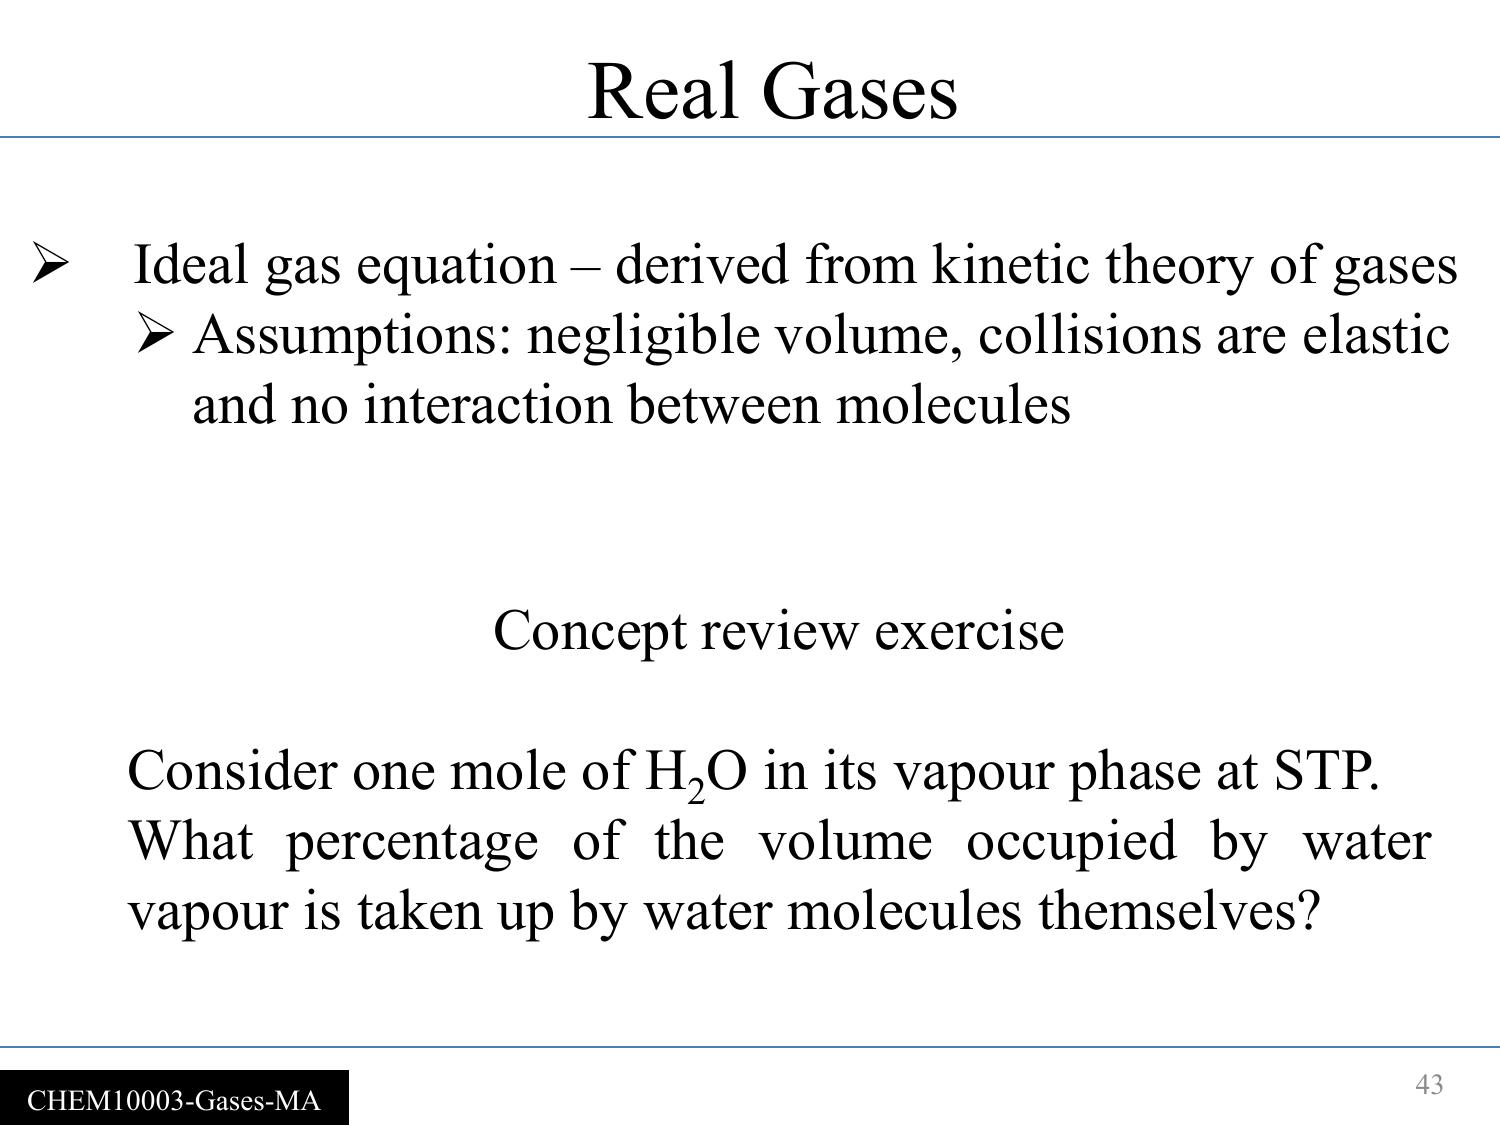 Real Gases
➢ Ideal gas equation – derived from kinetic theory of gases
➢ Assumptions: negligible volume, collisions are elastic
and no interaction between molecules
Concept review exercise
Consider one mole of H₂O in its vapour phase at STP.
What percentage of the volume occupied by water
vapour is taken up by water molecules themselves?
CHEM10003-Gases-MA
43